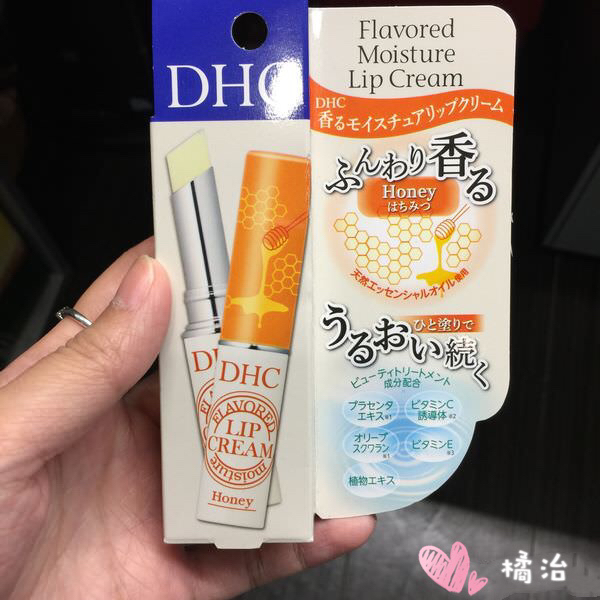 DHC
DHC
FLAVORED
LIP
CREAM
moisture
Honey
Flavored
Moisture
Lip Cream
DHC
香るモイスチュアリップクリーム
ふんわり香る
Honey
はちみつ
天然エッセンシャルオイル使用
ひと塗りで
うるおい続く
ビューティトリートメント
成分配合
プラセンタ
エキス※1
ビタミンC
誘導体※2
オリーブ
スクワラン※1
ビタミンE※3
植物エキス
橘治